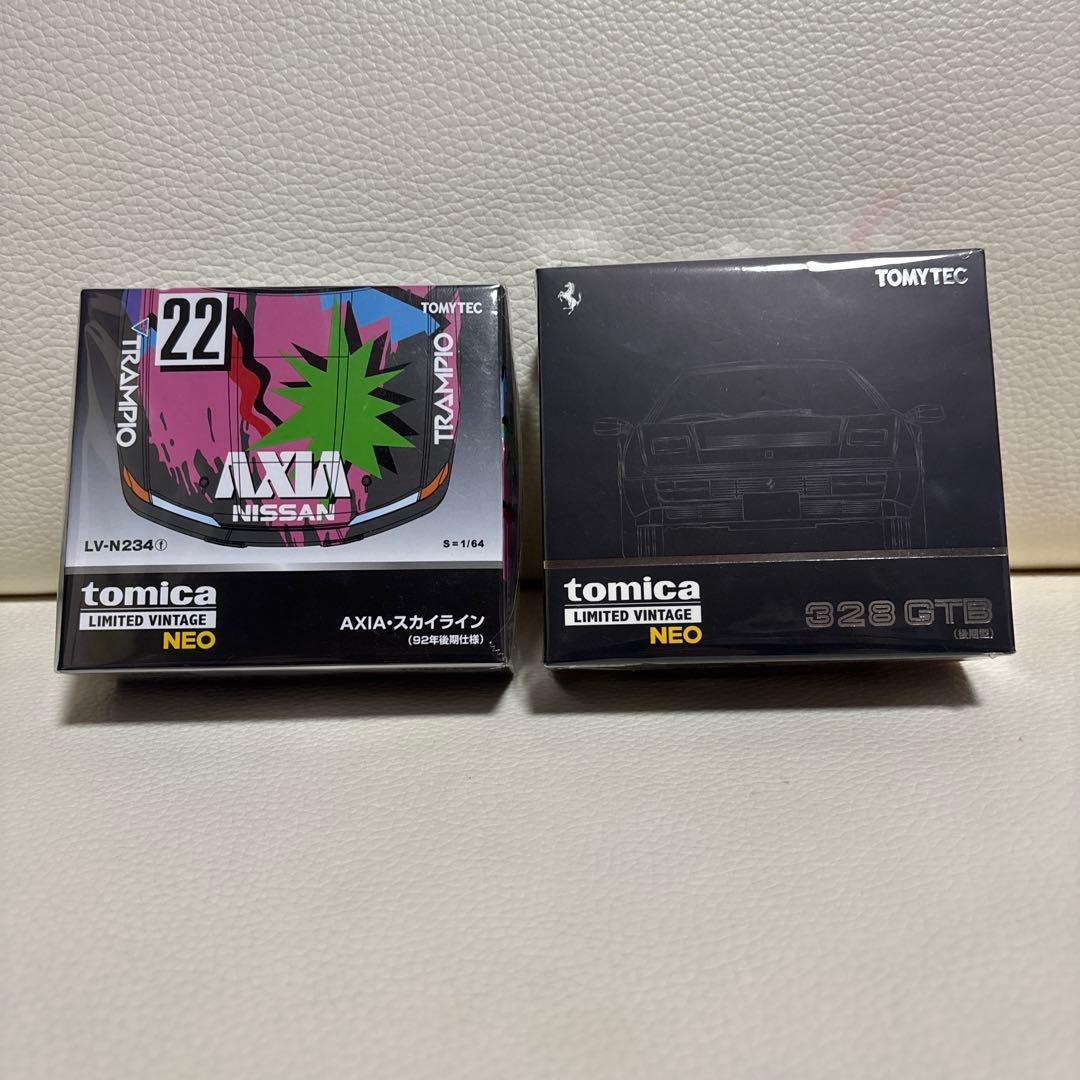 22
TOMYTEC
TRAMPIO
TRAMPIO
AXIA
NISSAN
LV-N234ⓕ
S=1/64
tomica
LIMITED VINTAGE
NEO
AXIA・スカイライン
(92年後期仕様)
TOMYTEC
tomica
LIMITED VINTAGE
NEO
328 GTB
(後期型)